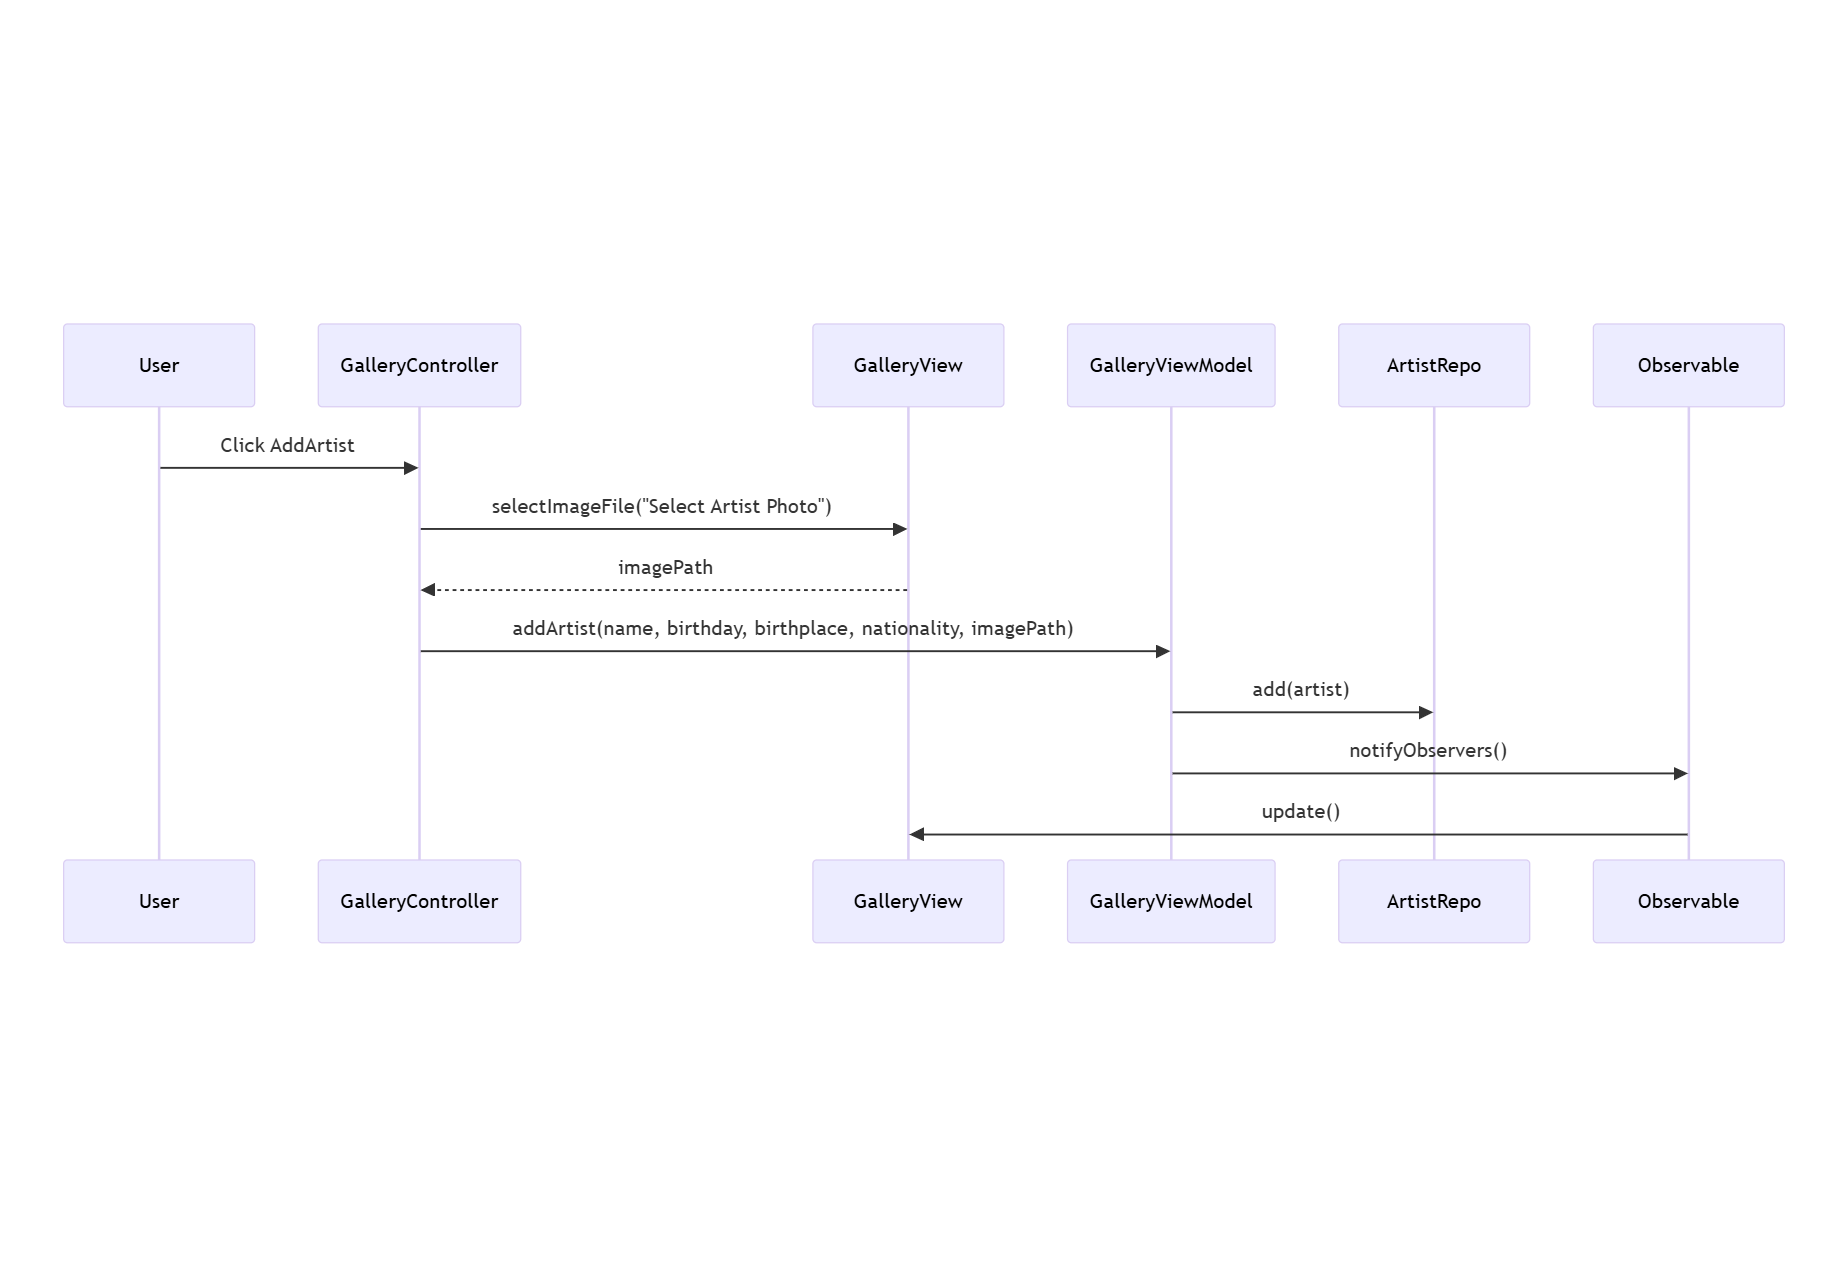 User
GalleryController
GalleryView
GalleryViewModel
ArtistRepo
Observable
Click AddArtist
selectImageFile("Select Artist Photo")
imagePath
addArtist(name, birthday, birthplace, nationality, imagePath)
add(artist)
notifyObservers()
update()
User
GalleryController
GalleryView
GalleryViewModel
ArtistRepo
Observable